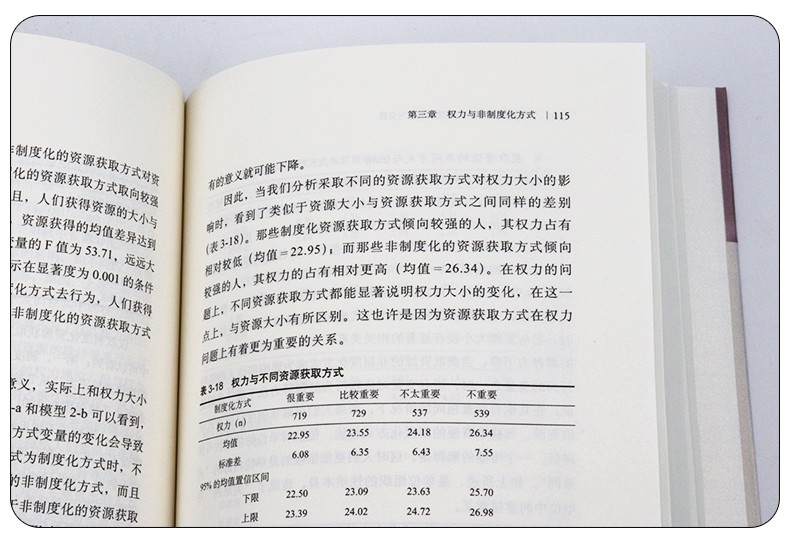 非制度化的资源获取方式对资
化的资源获取方式取向较强
且，人们获得资源的大小与
资源获得的均值差异达到
变量的 F 值为 53.71，远远大
示在显著度为 0.001 的条件
度化方式去行为，人们获得
非制度化的资源获取方式
意义，实际上和权力大小
-a 和模型 2-b 可以看到，
方式变量的变化会导致
式为制度化方式时，不
的非制度化方式，而且
于非制度化的资源获取
第三章 权力与非制度化方式 | 115
有的意义就可能下降。
因此，当我们分析采取不同的资源获取方式对权力大小的影
响时，看到了类似于资源大小与资源获取方式之间同样的差别
（表3-18）。那些制度化资源获取方式倾向较强的人，其权力占有
相对较低（均值＝22.95）；而那些非制度化的资源获取方式倾向
较强的人，其权力的占有相对更高（均值＝26.34）。在权力的问
题上，不同资源获取方式都能显著说明权力大小的变化，在这一
点上，与资源大小有所区别。这也许是因为资源获取方式在权力
问题上有着更为重要的关系。
表 3-18 权力与不同资源获取方式
制度化方式 很重要 比较重要 不太重要 不重要
权力（n） 719 729 537 539
均值 22.95 23.55 24.18 26.34
标准差 6.08 6.35 6.43 7.55
95% 的均值置信区间
下限 22.50 23.09 23.63 25.70
上限 23.39 24.02 24.72 26.98